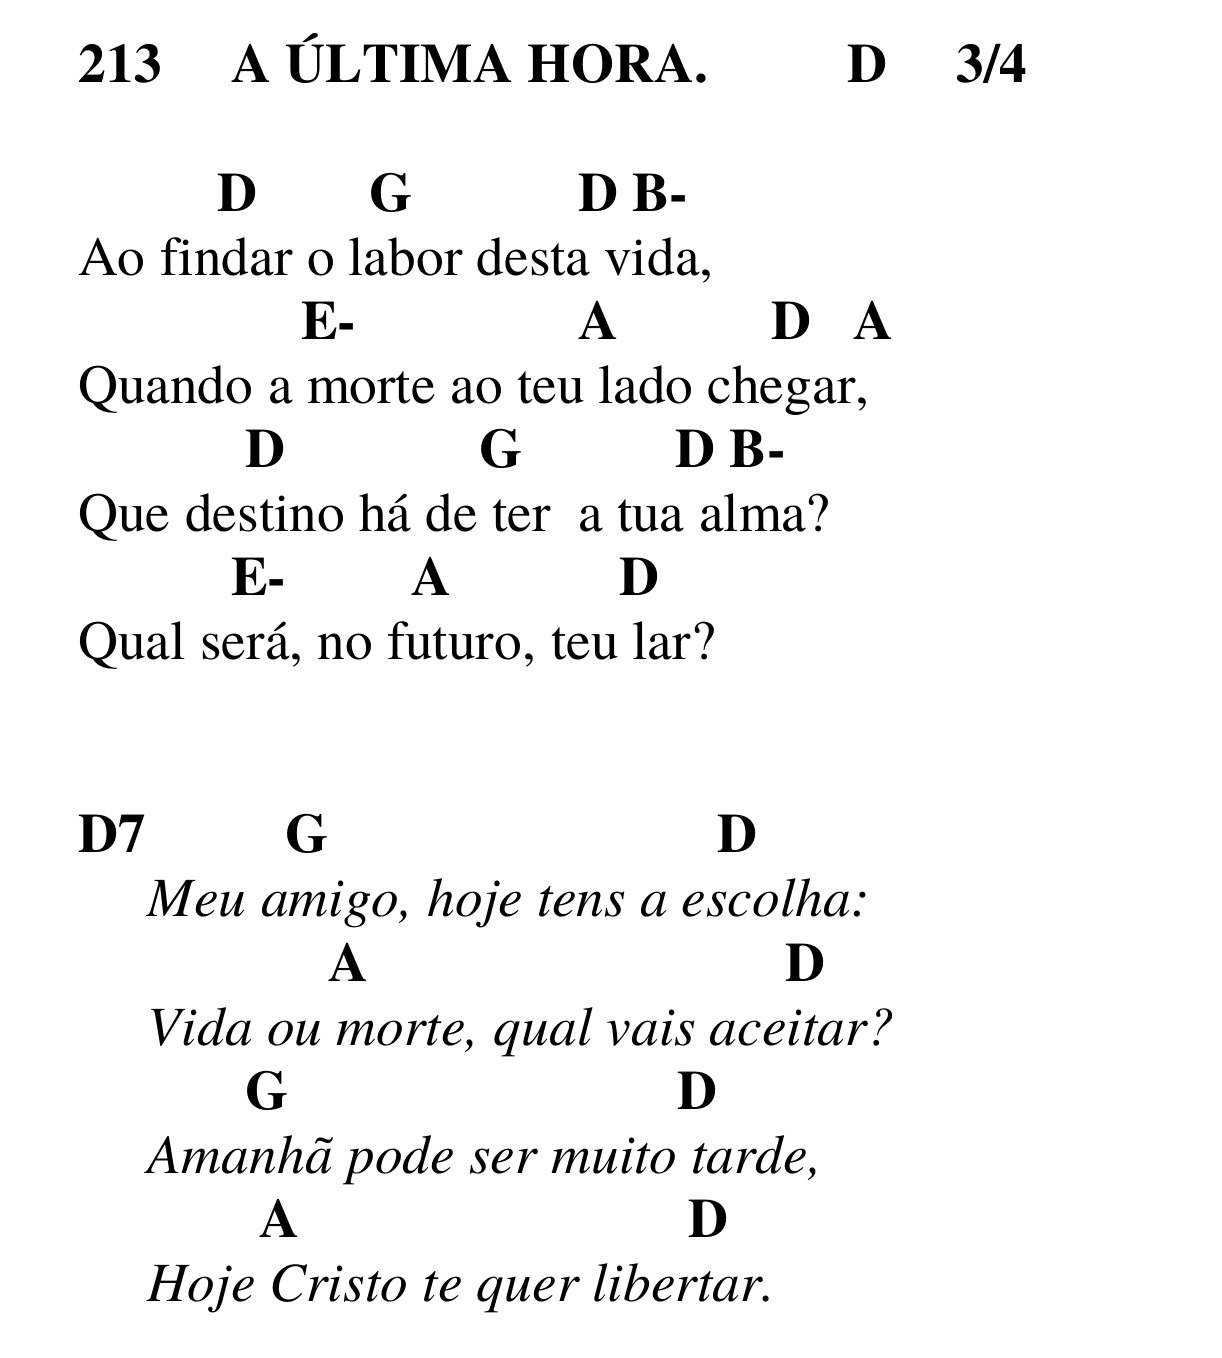 213 A ÚLTIMA HORA. D 3/4
D G D B-
Ao findar o labor desta vida,
E- A D A
Quando a morte ao teu lado chegar,
D G D B-
Que destino há de ter a tua alma?
E- A D
Qual será, no futuro, teu lar?
D7 G D
Meu amigo, hoje tens a escolha:
A D
Vida ou morte, qual vais aceitar?
G D
Amanhã pode ser muito tarde,
A D
Hoje Cristo te quer libertar.